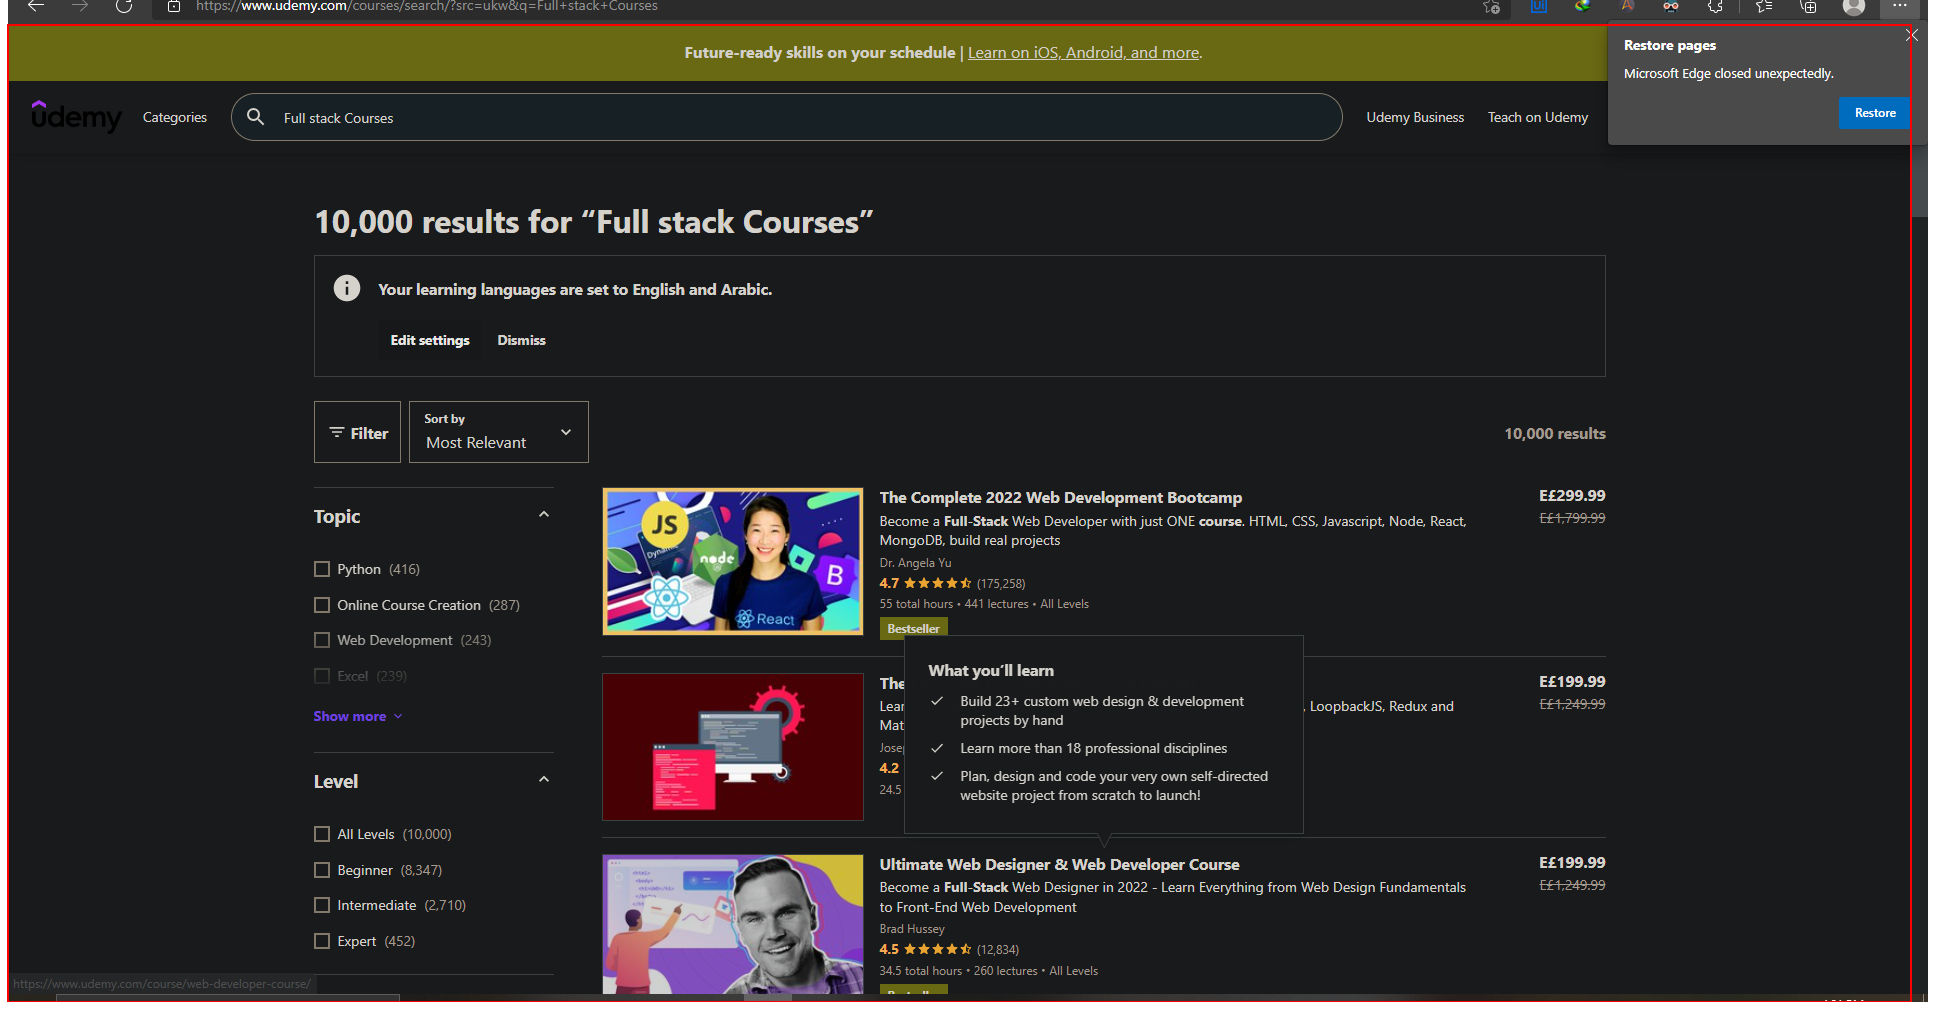 https://www.udemy.com/courses/search/?src=ukw&q=Full+stack+Courses
Future-ready skills on your schedule | Learn on iOS, Android, and more.
Restore pages
Microsoft Edge closed unexpectedly.
Restore
udemy
Categories
Full stack Courses
Udemy Business
Teach on Udemy
10,000 results for “Full stack Courses”
Your learning languages are set to English and Arabic.
Edit settings
Dismiss
Filter
Sort by
Most Relevant
10,000 results
Topic
Python (416)
Online Course Creation (287)
Web Development (243)
Excel (239)
Show more
Level
All Levels (10,000)
Beginner (8,347)
Intermediate (2,710)
Expert (452)
JS
node
B
React
The Complete 2022 Web Development Bootcamp
E£299.99
Become a Full-Stack Web Developer with just ONE course. HTML, CSS, Javascript, Node, React,
E£1,799.99
MongoDB, build real projects
Dr. Angela Yu
4.7 (175,258)
55 total hours • 441 lectures • All Levels
Bestseller
The
E£199.99
Lear
, LoopbackJS, Redux and
E£1,249.99
Mat
Jose
4.2
24.5
What you’ll learn
Build 23+ custom web design & development
projects by hand
Learn more than 18 professional disciplines
Plan, design and code your very own self-directed
website project from scratch to launch!
Ultimate Web Designer & Web Developer Course
E£199.99
Become a Full-Stack Web Designer in 2022 - Learn Everything from Web Design Fundamentals
E£1,249.99
to Front-End Web Development
Brad Hussey
4.5 (12,834)
34.5 total hours • 260 lectures • All Levels
https://www.udemy.com/course/web-developer-course/